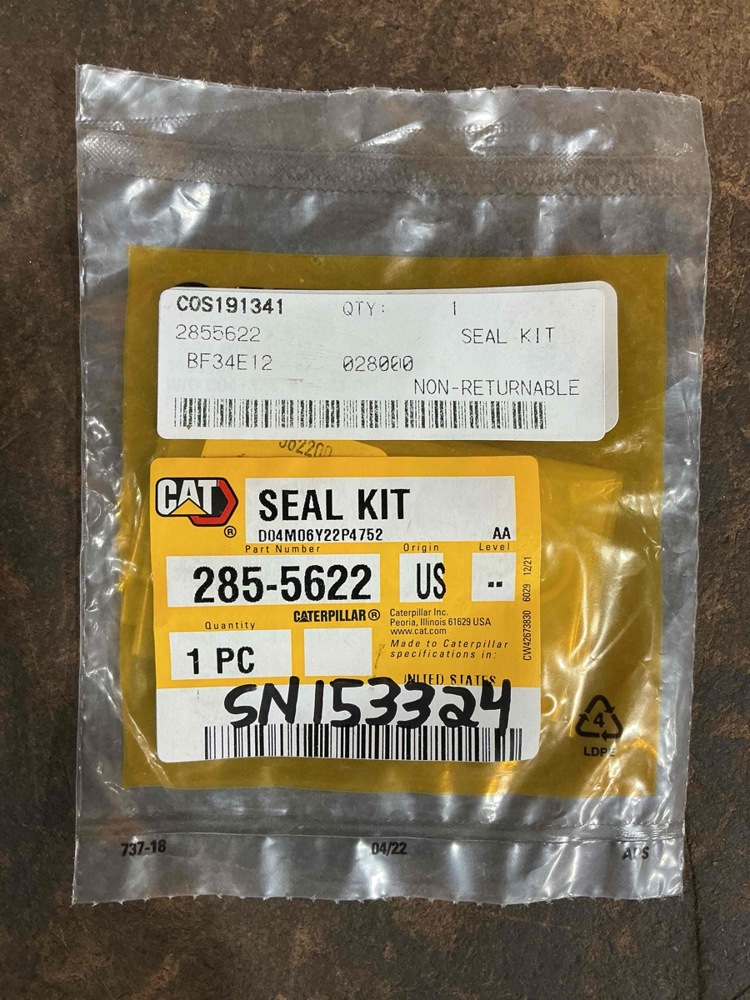 COS191341 QTY: 1
2855622 SEAL KIT
BF34E12 028000
NON-RETURNABLE
062200
CAT ®
SEAL KIT
D04M06Y22P4752 AA
Part Number Origin Level
285-5622 US --
Quantity
CATERPILLAR®
1 PC
Caterpillar Inc.
Peoria, Illinois 61629 USA
www.cat.com
Made to Caterpillar
specifications in:
UNITED STATES
CW42673830 6029 12/21
SN153324
4
LDPE
737-18 04/22 APS